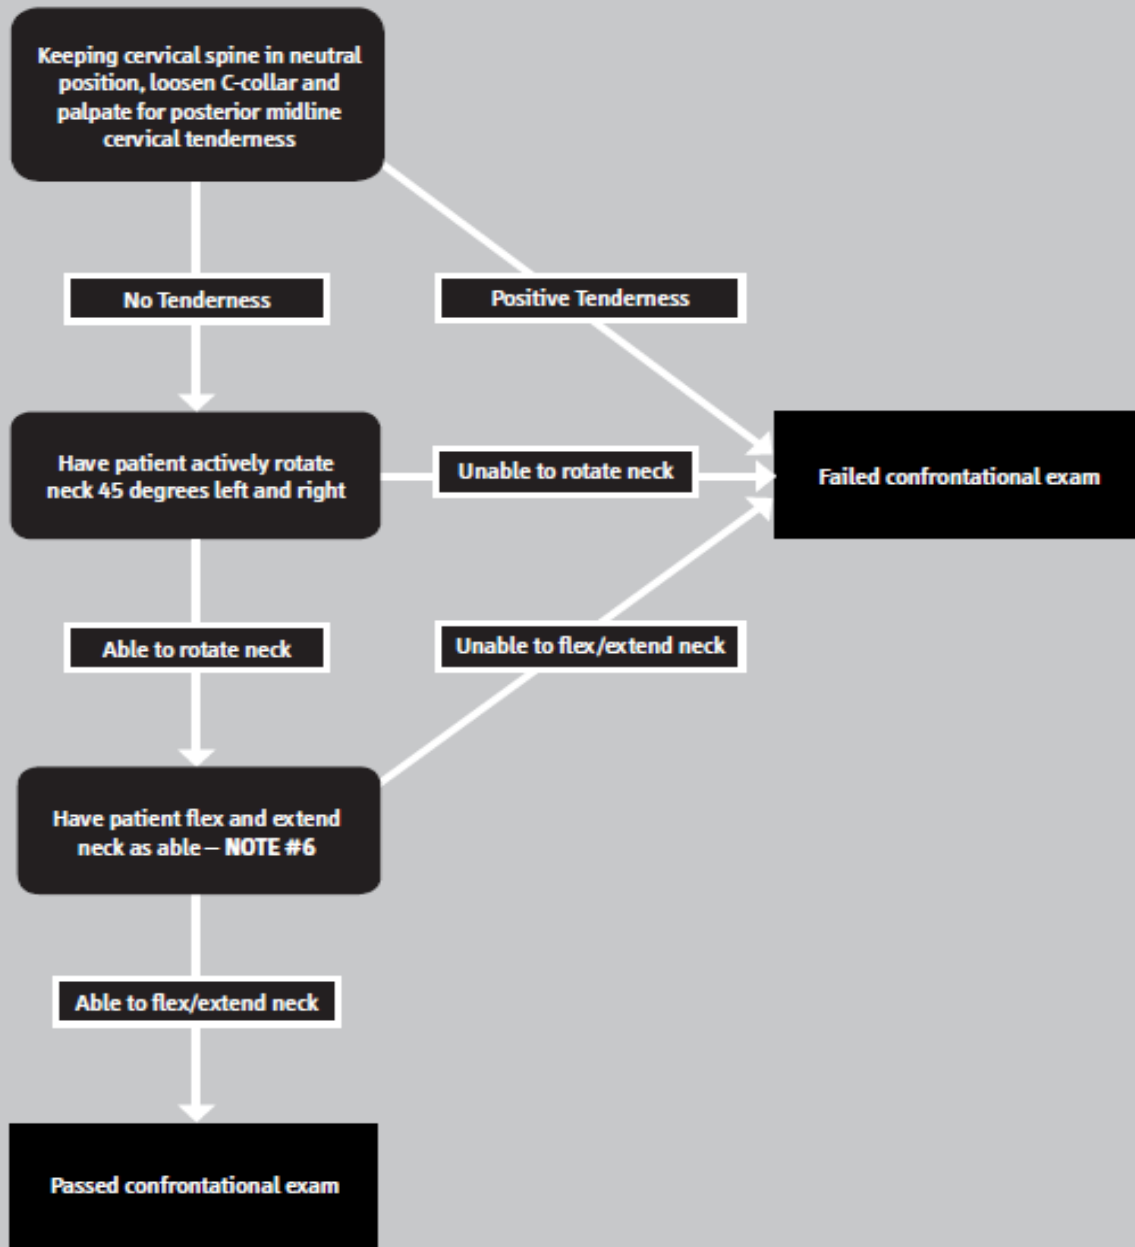 Keeping cervical spine in neutral
position, loosen C-collar and
palpate for posterior midline
cervical tenderness
No Tenderness
Positive Tenderness
Have patient actively rotate
neck 45 degrees left and right
Unable to rotate neck
Failed confrontational exam
Able to rotate neck
Unable to flex/extend neck
Have patient flex and extend
neck as able – NOTE #6
Able to flex/extend neck
Passed confrontational exam